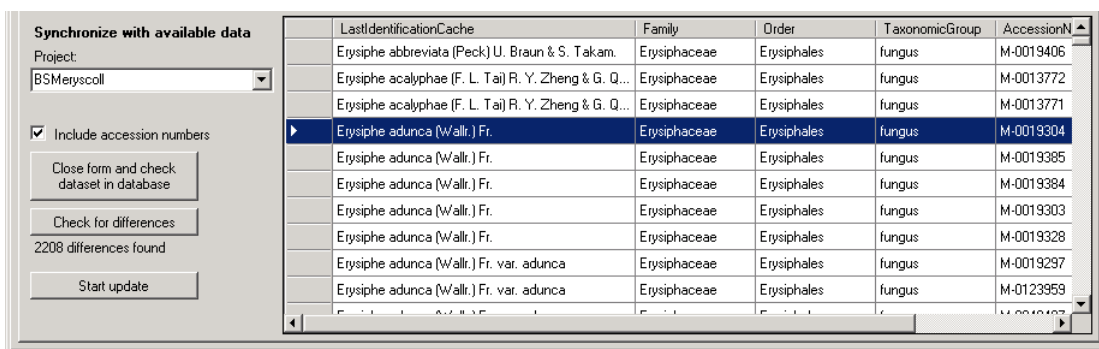 Synchronize with available data
Project:
BSMeryscoll
Include accession numbers
Close form and check
dataset in database
Check for differences
2208 differences found
Start update
LastIdentificationCache Family Order TaxonomicGroup AccessionN
Erysiphe abbreviata (Peck) U. Braun & S. Takam. Erysiphaceae Erysiphales fungus M-0019406
Erysiphe acalyphae (F. L. Tai) R. Y. Zheng & G. Q... Erysiphaceae Erysiphales fungus M-0013772
Erysiphe acalyphae (F. L. Tai) R. Y. Zheng & G. Q... Erysiphaceae Erysiphales fungus M-0013771
Erysiphe adunca (Wallr.) Fr. Erysiphaceae Erysiphales fungus M-0019304
Erysiphe adunca (Wallr.) Fr. Erysiphaceae Erysiphales fungus M-0019385
Erysiphe adunca (Wallr.) Fr. Erysiphaceae Erysiphales fungus M-0019384
Erysiphe adunca (Wallr.) Fr. Erysiphaceae Erysiphales fungus M-0019303
Erysiphe adunca (Wallr.) Fr. Erysiphaceae Erysiphales fungus M-0019328
Erysiphe adunca (Wallr.) Fr. var. adunca Erysiphaceae Erysiphales fungus M-0019297
Erysiphe adunca (Wallr.) Fr. var. adunca Erysiphaceae Erysiphales fungus M-0123959